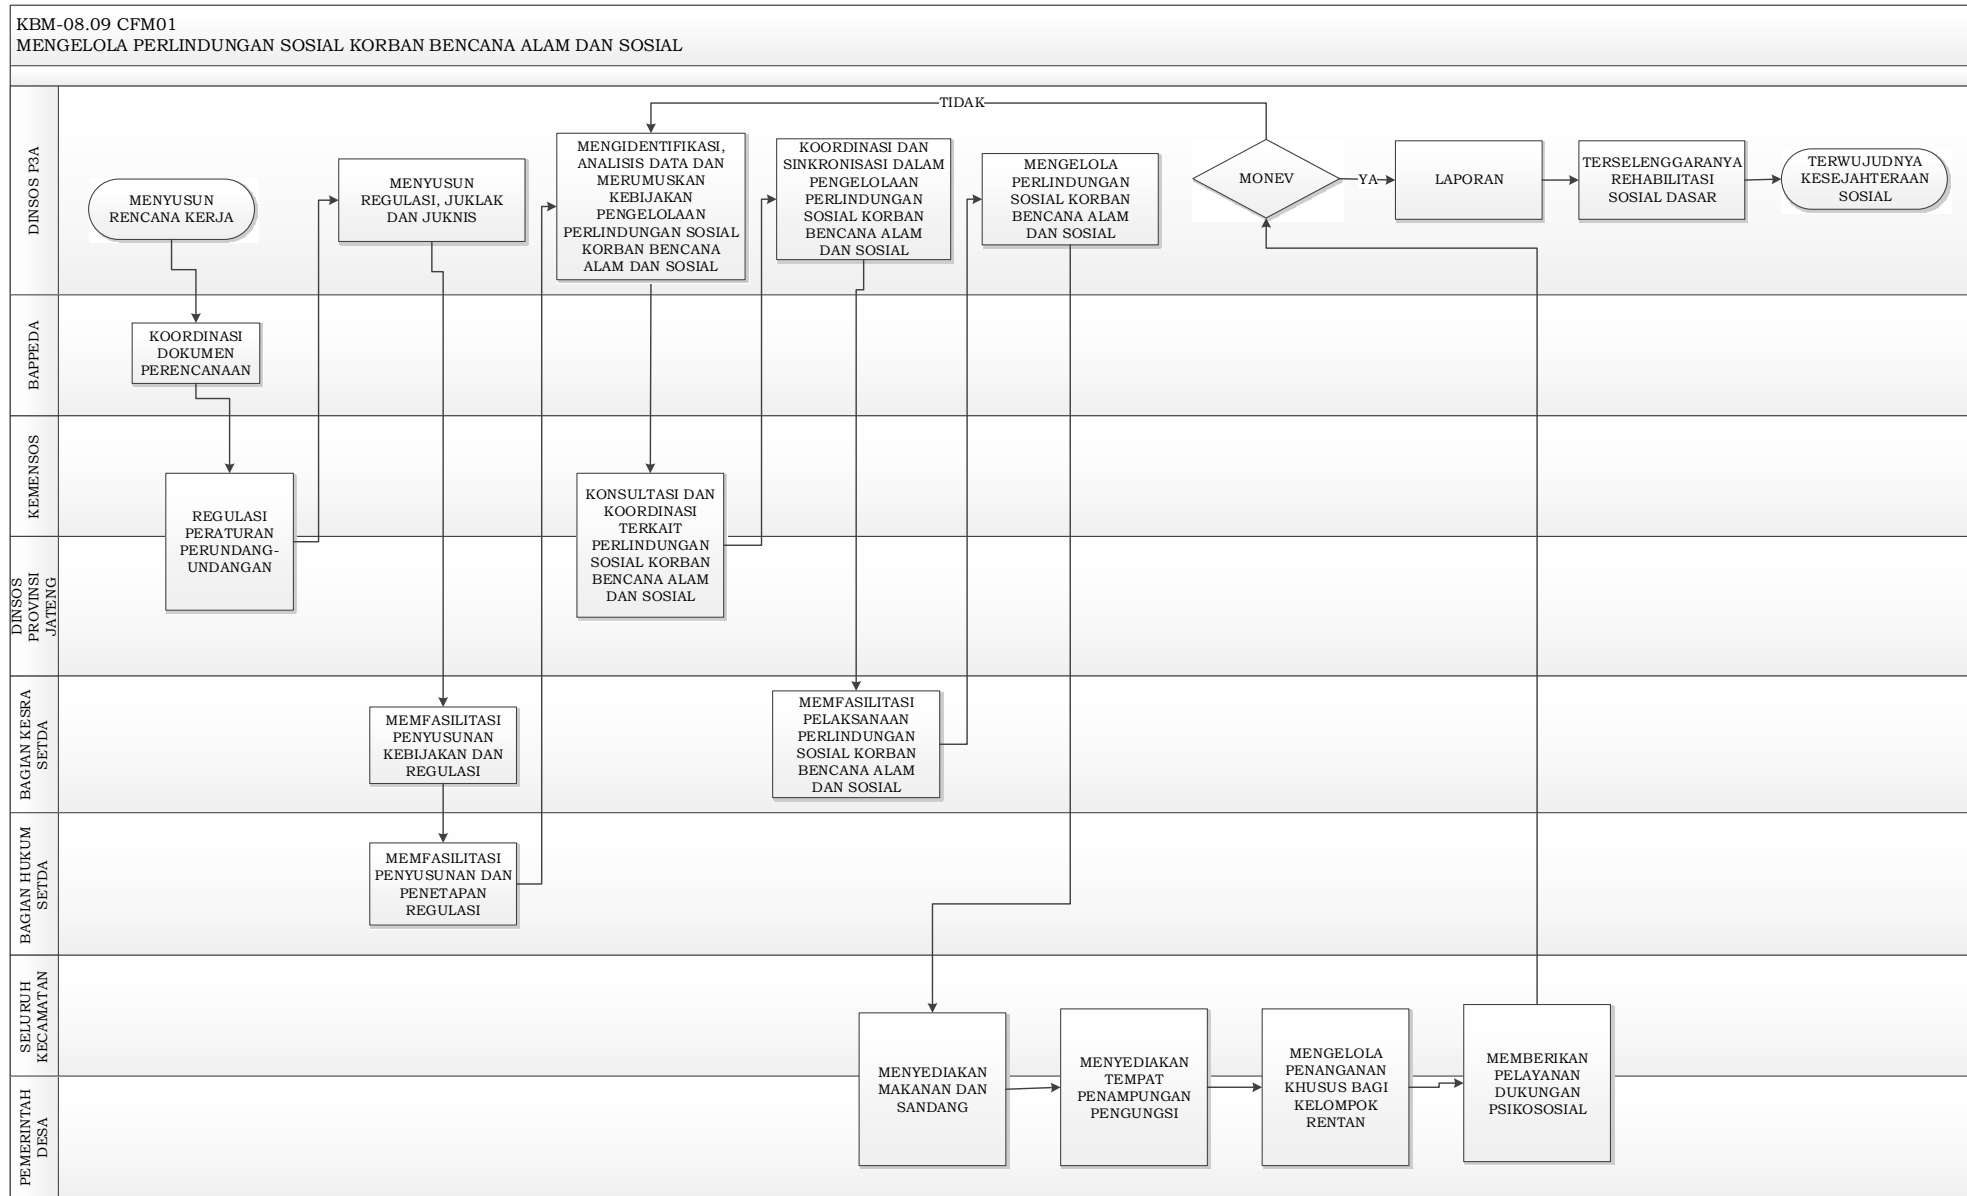 KBM-08.09 CFM01
MENGELOLA PERLINDUNGAN SOSIAL KORBAN BENCANA ALAM DAN SOSIAL
DINSOS P3A
MENYUSUN
RENCANA KERJA
MENYUSUN
REGULASI, JUKLAK
DAN JUKNIS
MENGIDENTIFIKASI,
ANALISIS DATA DAN
MERUMUSKAN
KEBIJAKAN
PENGELOLAAN
PERLINDUNGAN SOSIAL
KORBAN BENCANA
ALAM DAN SOSIAL
KOORDINASI DAN
SINKRONISASI DALAM
PENGELOLAAN
PERLINDUNGAN
SOSIAL KORBAN
BENCANA ALAM
DAN SOSIAL
MENGELOLA
PERLINDUNGAN
SOSIAL KORBAN
BENCANA ALAM
DAN SOSIAL
TIDAK
MONEV
YA
LAPORAN
TERSELENGGARANYA
REHABILITASI
SOSIAL DASAR
TERWUJUDNYA
KESEJAHTERAAN
SOSIAL
BAPPEDA
KOORDINASI
DOKUMEN
PERENCANAAN
KEMENSOS
REGULASI
PERATURAN
PERUNDANG-
UNDANGAN
KONSULTASI DAN
KOORDINASI
TERKAIT
PERLINDUNGAN
SOSIAL KORBAN
BENCANA ALAM
DAN SOSIAL
DINSOS
PROVINSI
JATENG
BAGIAN KESRA
SETDA
MEMFASILITASI
PENYUSUNAN
KEBIJAKAN DAN
REGULASI
MEMFASILITASI
PELAKSANAAN
PERLINDUNGAN
SOSIAL KORBAN
BENCANA ALAM
DAN SOSIAL
BAGIAN HUKUM
SETDA
MEMFASILITASI
PENYUSUNAN DAN
PENETAPAN
REGULASI
SELURUH
KECAMATAN
MENYEDIAKAN
MAKANAN DAN
SANDANG
MENYEDIAKAN
TEMPAT
PENAMPUNGAN
PENGUNGSI
MENGELOLA
PENANGANAN
KHUSUS BAGI
KELOMPOK
RENTAN
MEMBERIKAN
PELAYANAN
DUKUNGAN
PSIKOSOSIAL
PEMERINTAH
DESA